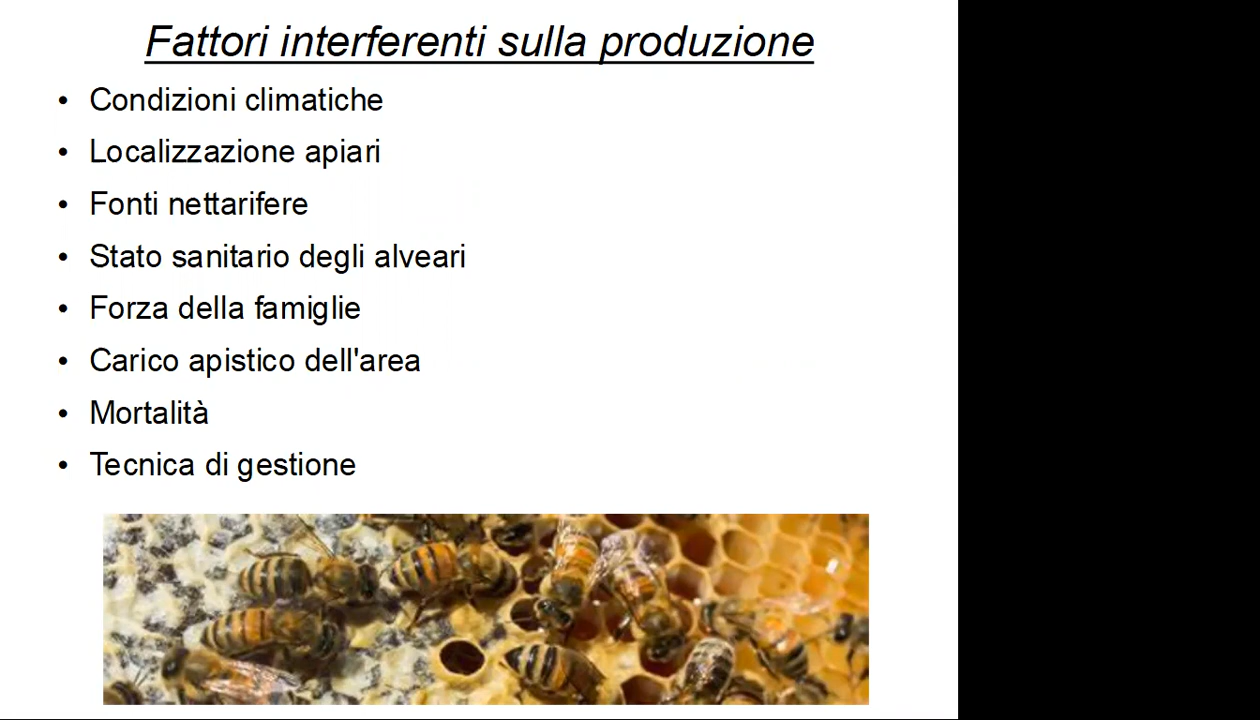 Fattori interferenti sulla produzione
• Condizioni climatiche
• Localizzazione apiari
• Fonti nettarifere
• Stato sanitario degli alveari
• Forza della famiglie
• Carico apistico dell'area
• Mortalità
• Tecnica di gestione